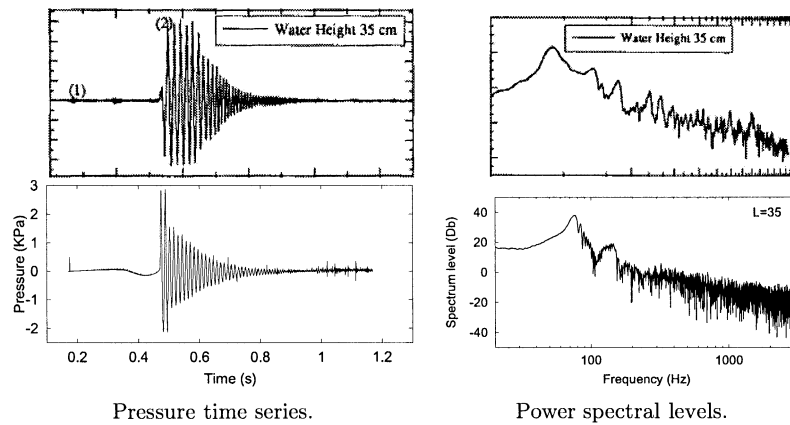 (2)
Water Height 35 cm
(1)
Water Height 35 cm
3
2
1
0
-1
-2
Pressure (KPa)
0.2 0.4 0.6 0.8 1 1.2
Time (s)
L=35
40
20
0
-20
-40
Spectrum level (Db)
100 1000
Frequency (Hz)
Pressure time series.
Power spectral levels.